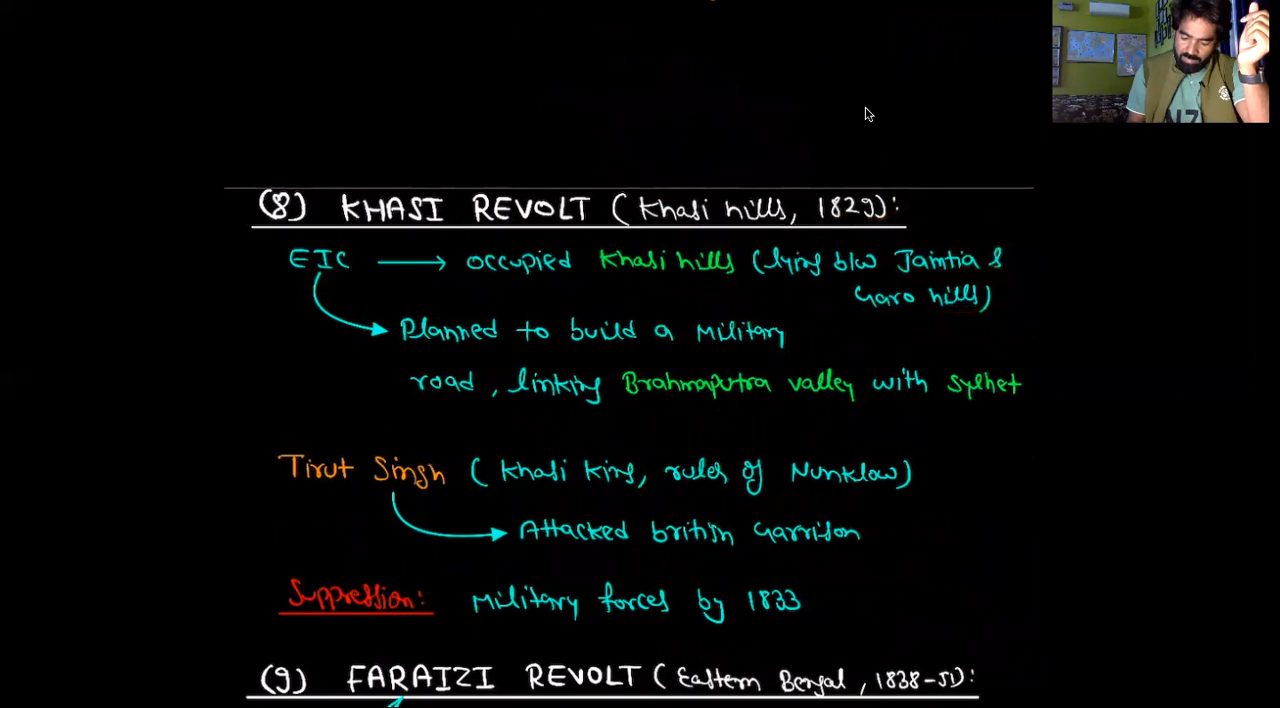 (8) KHASI REVOLT (Khasi hills, 1829):
EIC → occupied Khasi hills (lying b/w Jaintia &
Garo hills)
Planned to build a military
road, linking Brahmaputra valley with Sylhet
Tirut Singh (Khasi king, ruler of Nunklow)
Attacked british Garrison
Suppression: Military forces by 1833
(9) FARAIZI REVOLT (Eastern Bengal, 1838-51):